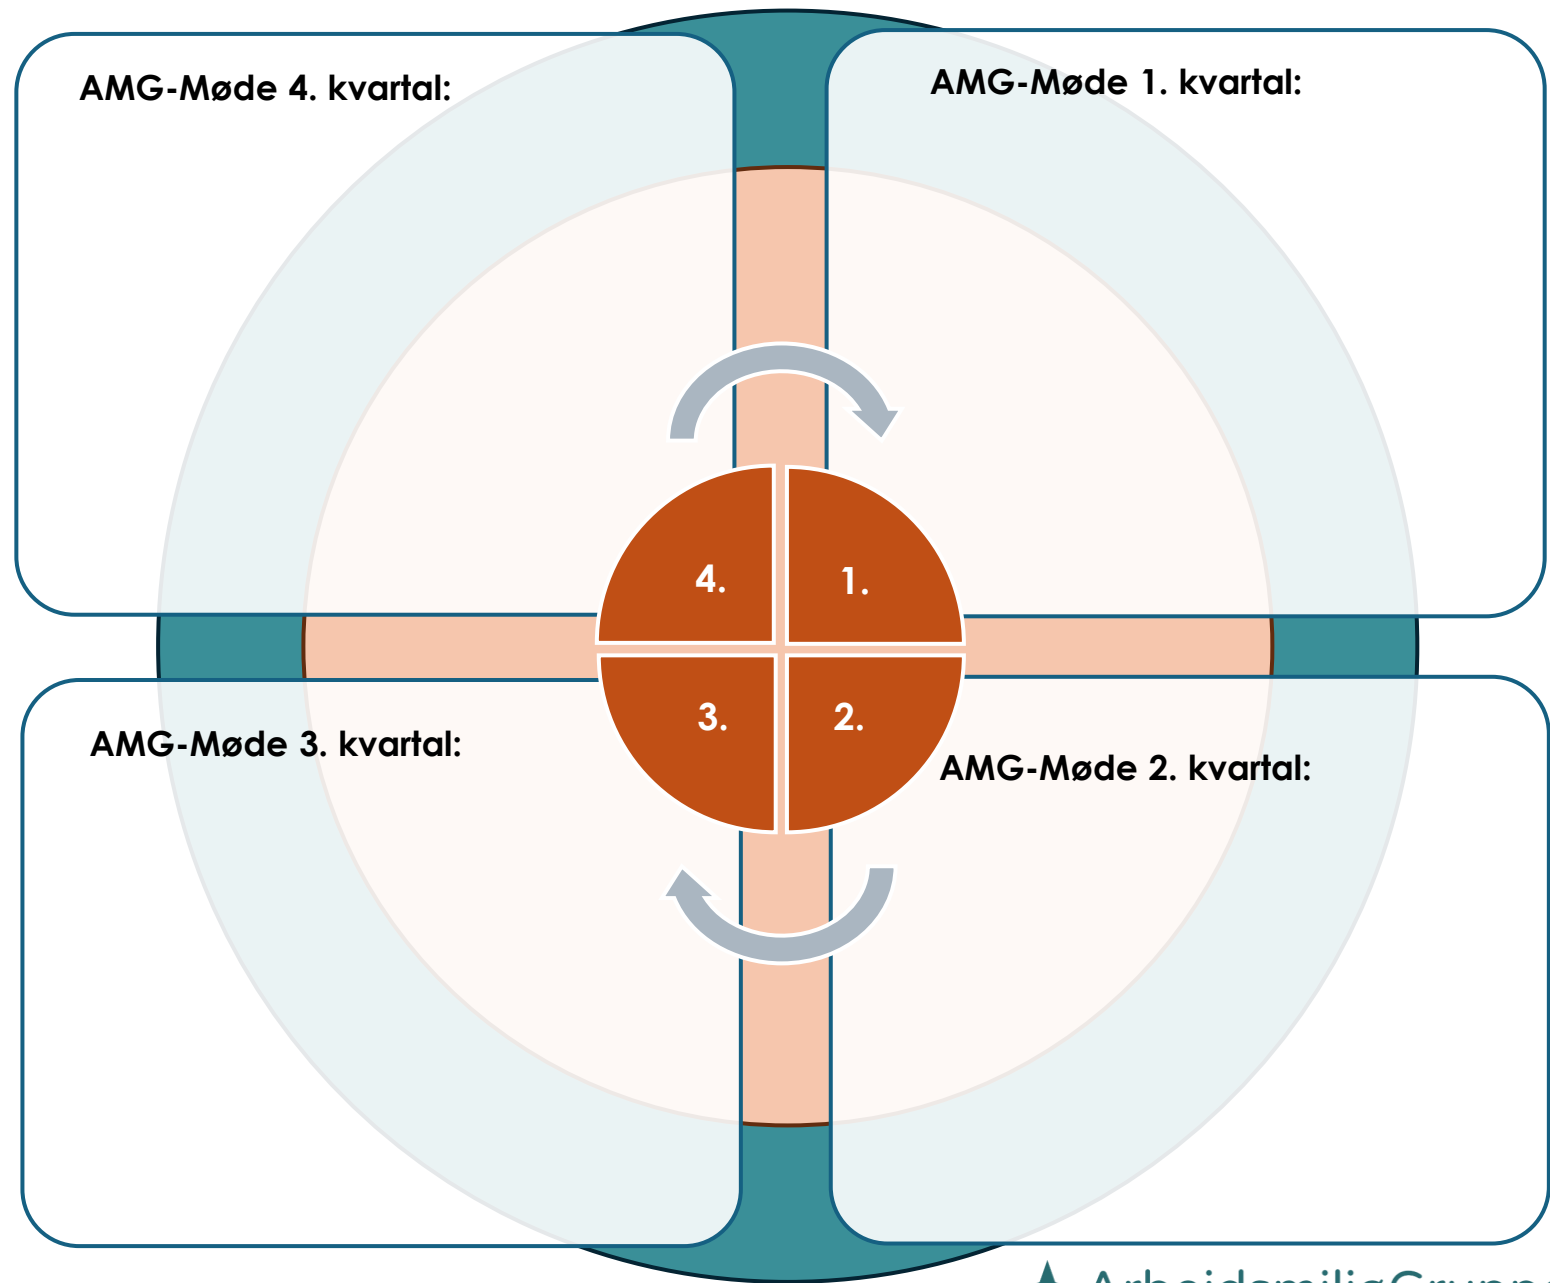 AMG-Møde 4. kvartal:
AMG-Møde 1. kvartal:
4.
1.
3.
2.
AMG-Møde 3. kvartal:
AMG-Møde 2. kvartal: